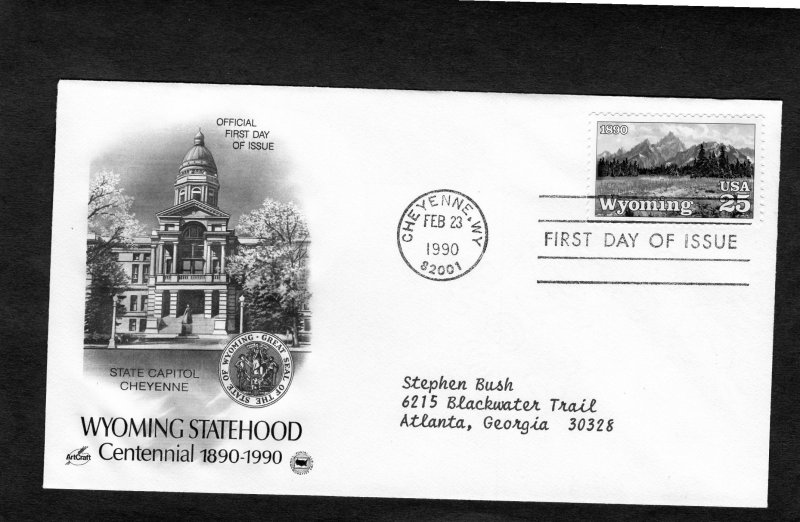 OFFICIAL
FIRST DAY
OF ISSUE
1890
USA
Wyoming 25
CHEYENNE, WY
FEB 23
1990
82001
FIRST DAY OF ISSUE
STATE CAPITOL
CHEYENNE
GREAT SEAL OF THE STATE OF WYOMING
WYOMING STATEHOOD
Centennial 1890-1990
ArtCraft
Stephen Bush
6215 Blackwater Trail
Atlanta, Georgia 30328